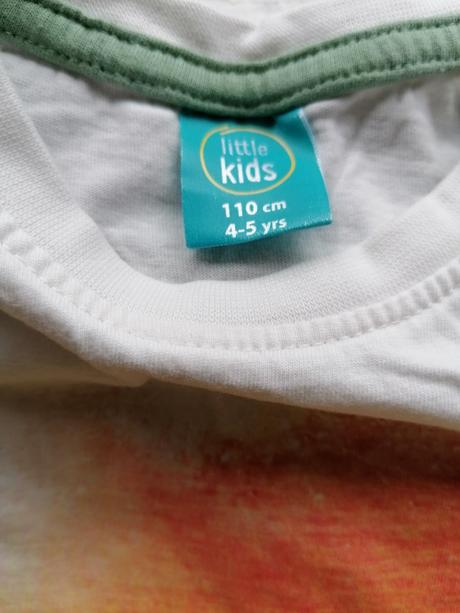 little
kids
110 cm
4-5 yrs